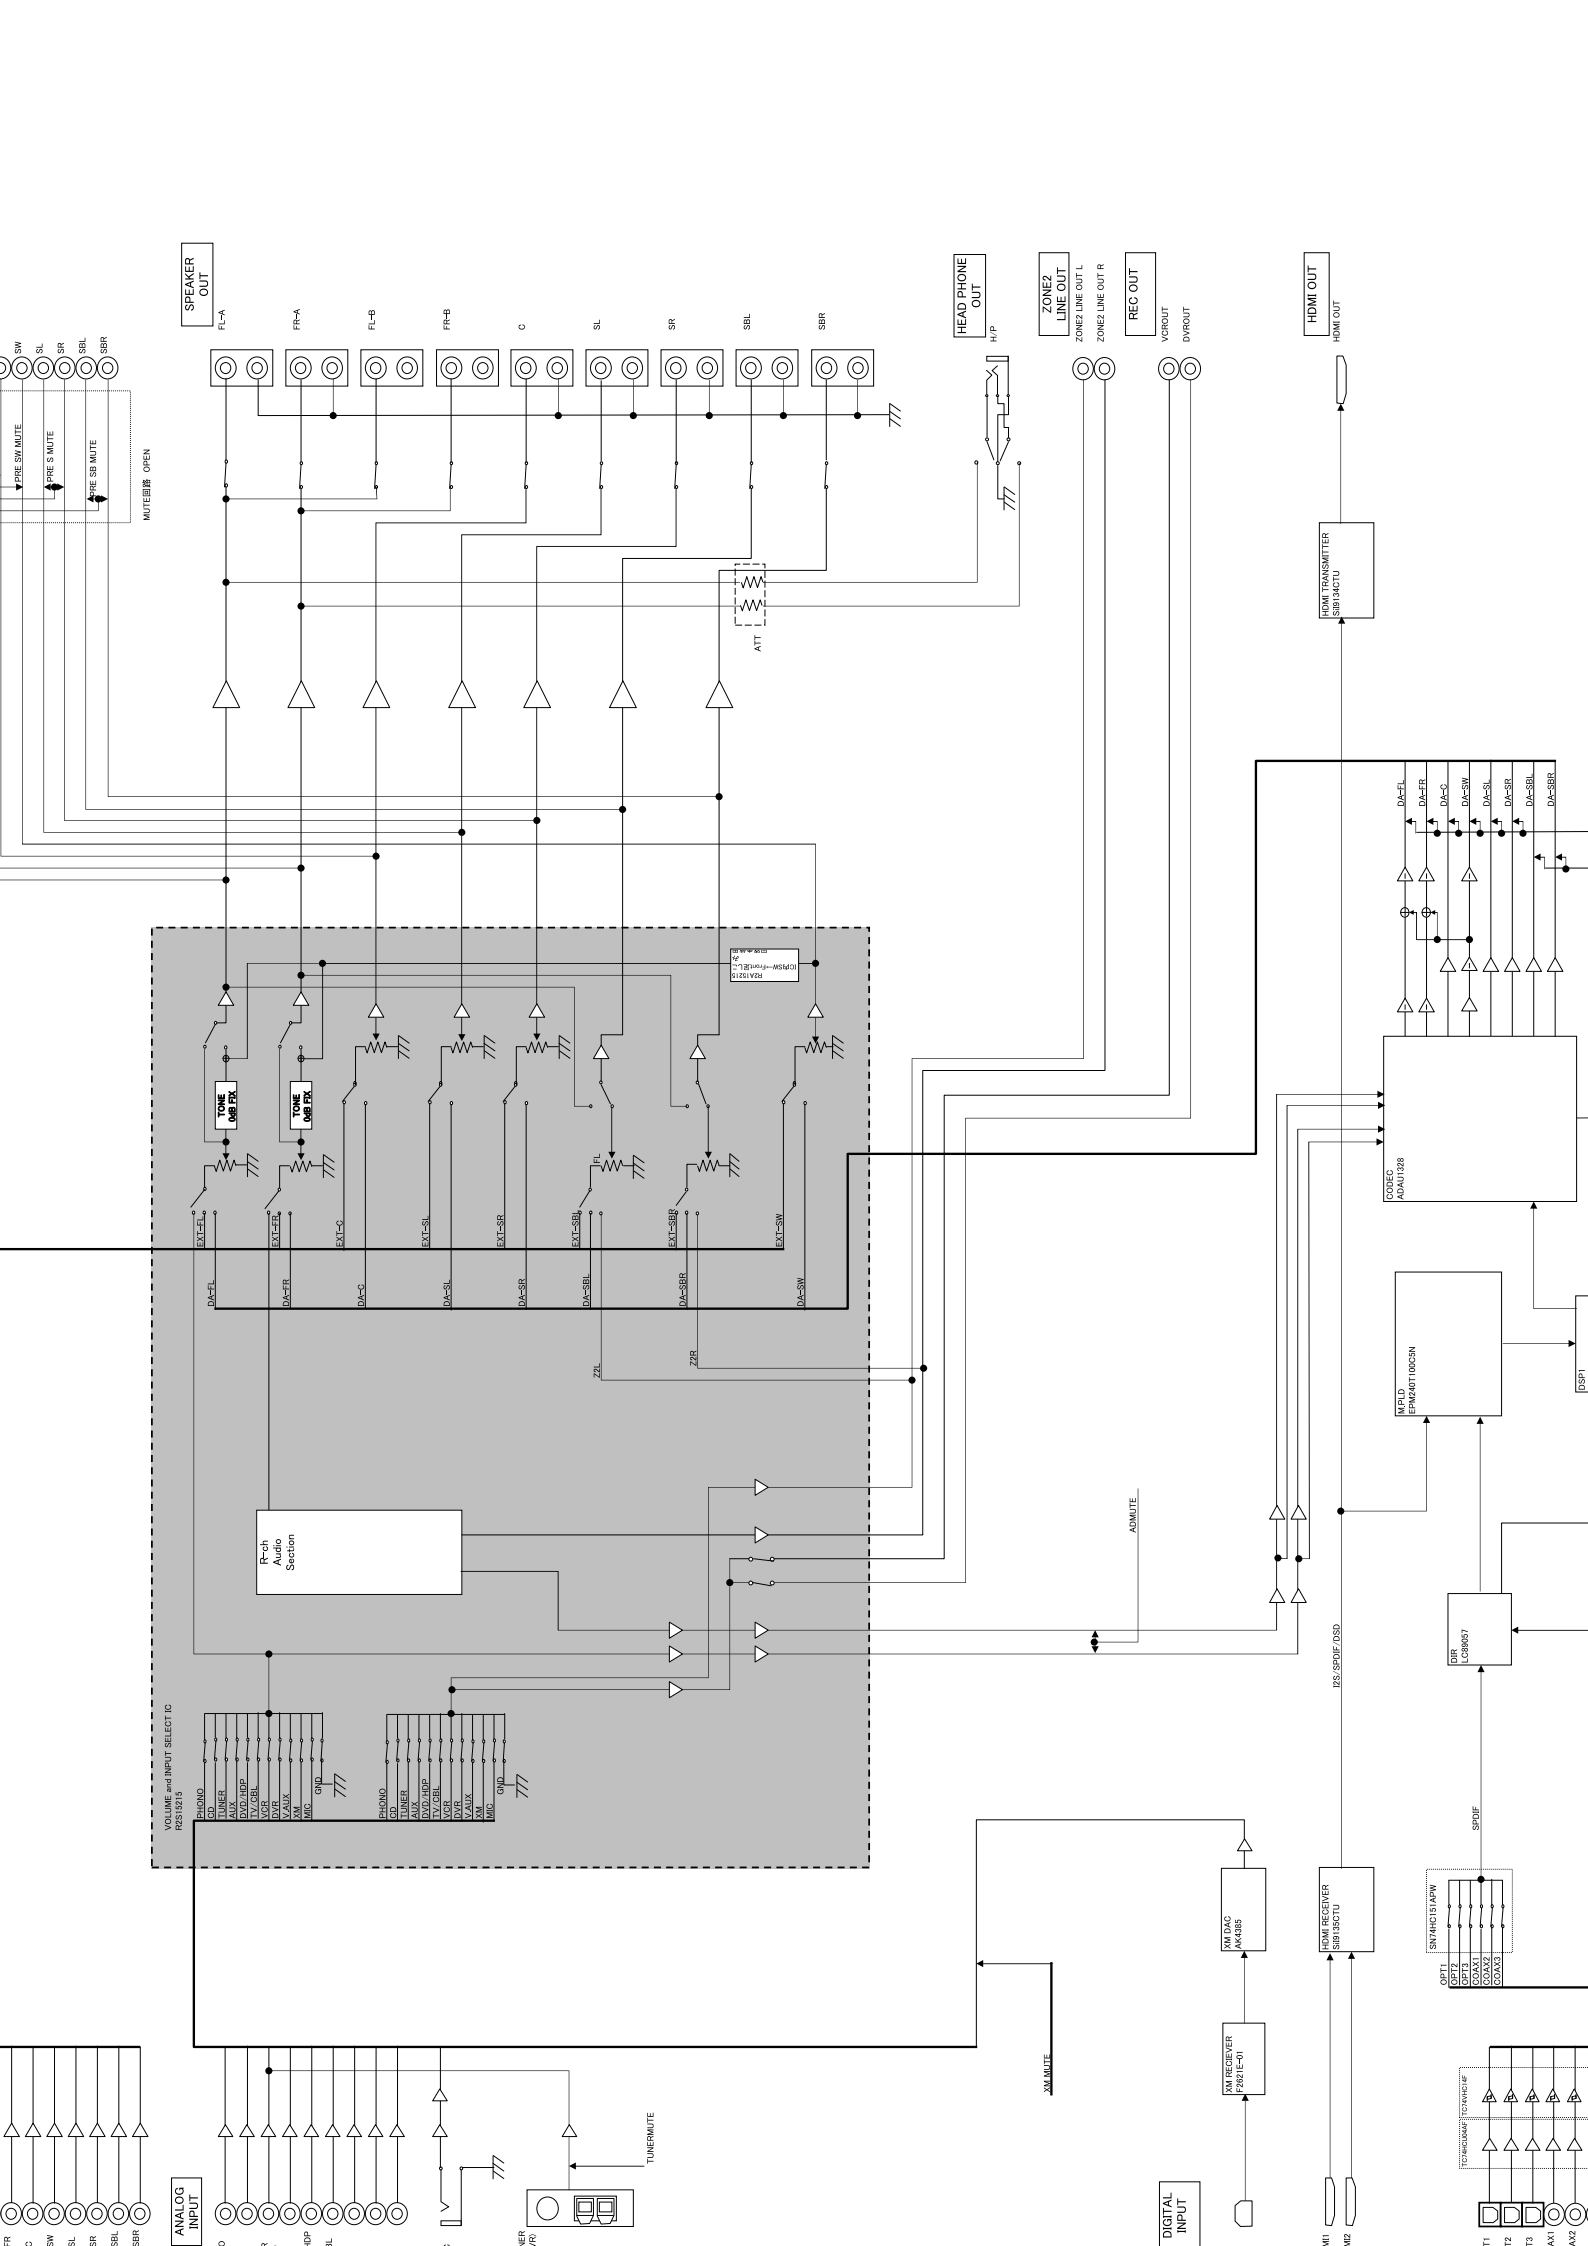 SPEAKER
OUT
HEAD PHONE
OUT
ZONE2
LINE OUT
REC OUT
HDMI OUT
FL-A
FR-A
FL-B
FR-B
C
SL
SR
SBL
SBR
H/P
ZONE2 LINE OUT L
ZONE2 LINE OUT R
VCROUT
DVROUT
HDMI OUT
SW
SL
SR
SBL
SBR
PRE SW MUTE
PRE S MUTE
PRE SB MUTE
MUTE回路 OPEN
ATT
HDMI TRANSMITTER
SiI9134CTU
DA-FL
DA-FR
DA-C
DA-SW
DA-SL
DA-SR
DA-SBL
DA-SBR
R2A15215
TONE
0dB FIX
TONE
0dB FIX
FL
CODEC
ADAU1328
EXT-FL
EXT-FR
EXT-C
EXT-SL
EXT-SR
EXT-SBL
EXT-SBR
EXT-SW
DA-FL
DA-FR
DA-C
DA-SL
DA-SR
DA-SBL
DA-SBR
DA-SW
Z2L
Z2R
M.PLD
EPM240T100C5N
DSP1
R-ch
Audio
Section
ADMUTE
I2S/SPDIF/DSD
DIR
LC89057
VOLUME and INPUT SELECT IC
R2S15215
PHONO
CD
TUNER
AUX
DVD/HDP
TV/CBL
VCR
DVR
V.AUX
XM
MIC
GND
PHONO
CD
TUNER
AUX
DVD/HDP
TV/CBL
VCR
DVR
V.AUX
XM
MIC
GND
SPDIF
XM DAC
AK4385
HDMI RECEIVER
SiI9135CTU
SN74HC151APW
OPT1
OPT2
OPT3
COAX1
COAX2
COAX3
XM MUTE
XM RECIEVER
F2621E-01
TC74VHC14F
TC74HCU04AF
TUNERMUTE
ANALOG
INPUT
DIGITAL
INPUT
FR
C
SW
SL
SR
SBL
SBR